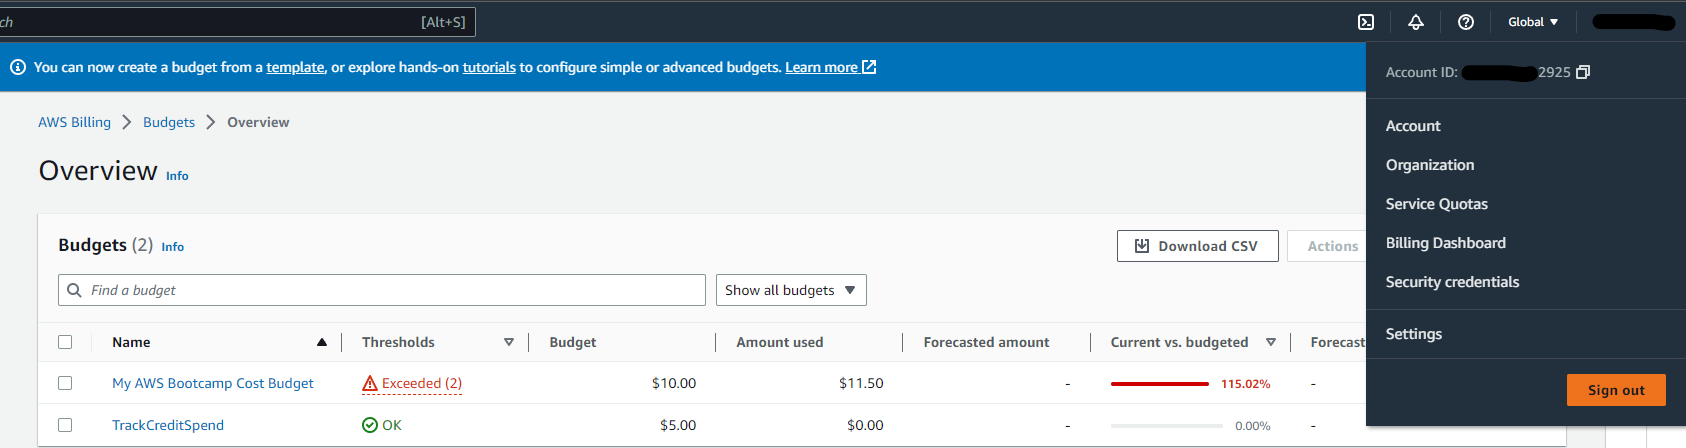 ch [Alt+S] Global
You can now create a budget from a template, or explore hands-on tutorials to configure simple or advanced budgets. Learn more
Account ID: 2925
AWS Billing Budgets Overview
Account
Overview Info
Organization
Service Quotas
Budgets (2) Info
Download CSV Actions
Billing Dashboard
Find a budget Show all budgets
Security credentials
Name Thresholds Budget Amount used Forecasted amount Current vs. budgeted Forecast
Settings
My AWS Bootcamp Cost Budget Exceeded (2) $10.00 $11.50 - 115.02% -
Sign out
TrackCreditSpend OK $5.00 $0.00 - 0.00% -